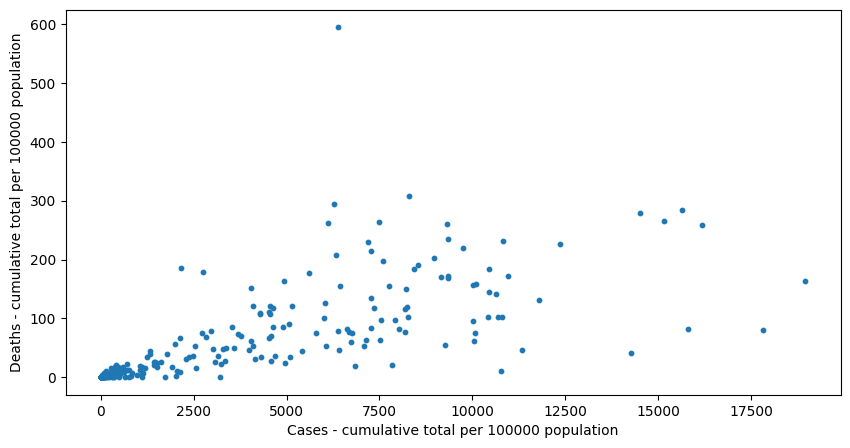 600
500
400
300
200
100
0
Deaths - cumulative total per 100000 population
0 2500 5000 7500 10000 12500 15000 17500
Cases - cumulative total per 100000 population